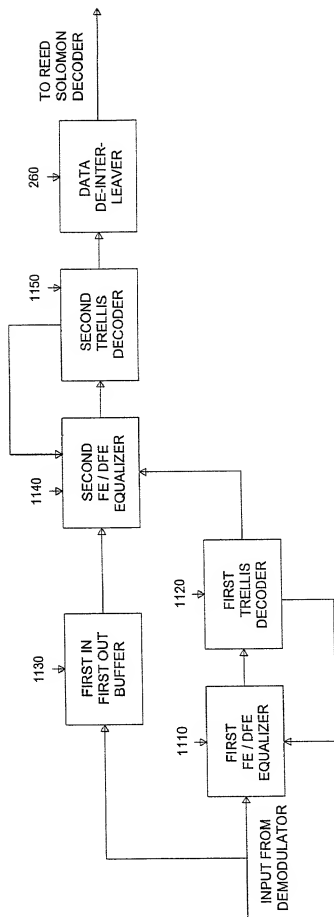 INPUT FROM
DEMODULATOR
1110
FIRST
FE / DFE
EQUALIZER
1120
FIRST
TRELLIS
DECODER
1130
FIRST IN
FIRST OUT
BUFFER
1140
SECOND
FE / DFE
EQUALIZER
1150
SECOND
TRELLIS
DECODER
260
DATA
DE-INTER-
LEAVER
TO REED
SOLOMON
DECODER